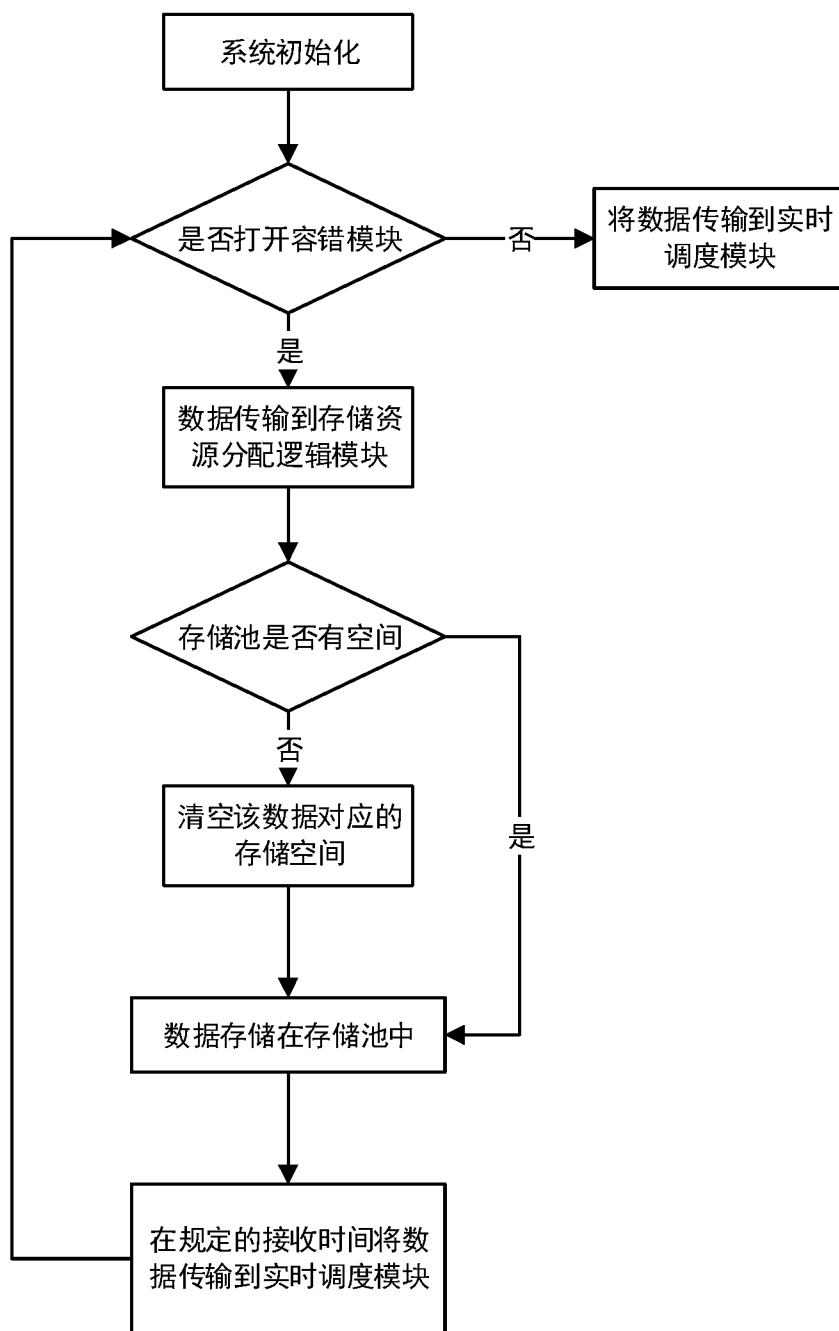 系统初始化
是否打开容错模块
否
将数据传输到实时
调度模块
是
数据传输到存储资
源分配逻辑模块
存储池是否有空间
否
清空该数据对应的
存储空间
是
数据存储在存储池中
在规定的接收时间将数
据传输到实时调度模块